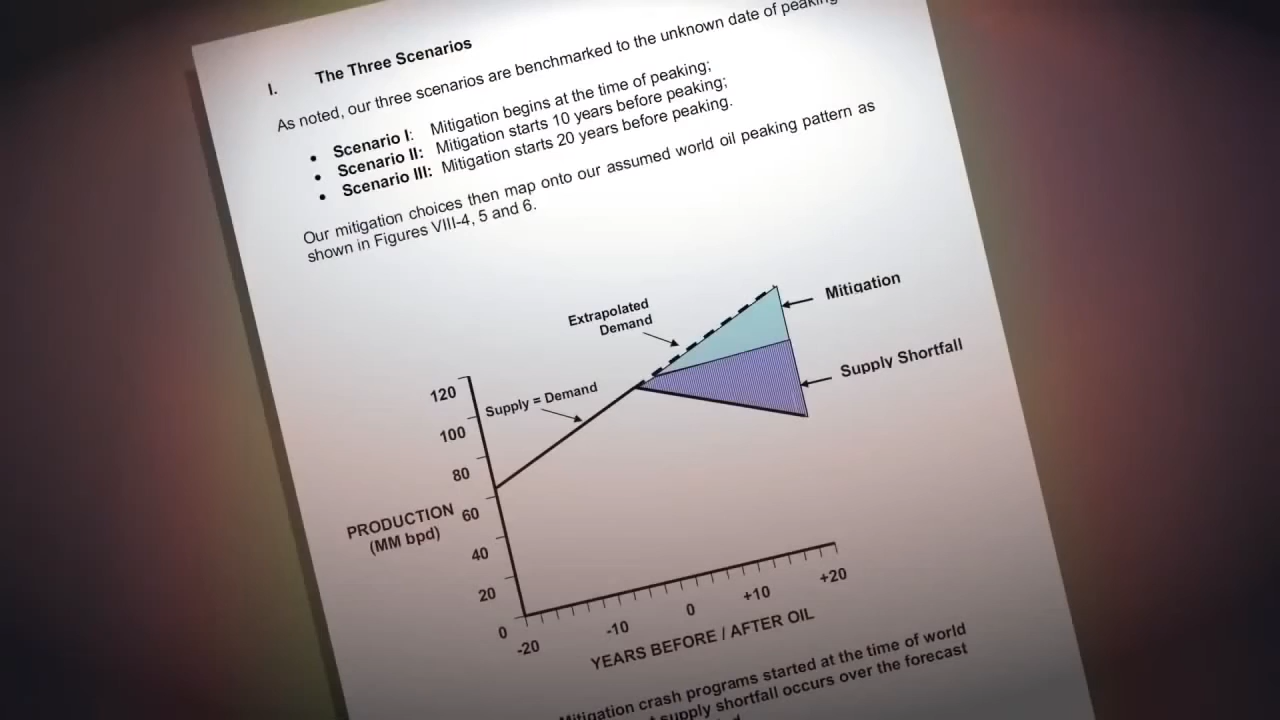 I. The Three Scenarios
As noted, our three scenarios are benchmarked to the unknown date of peaking
• Scenario I: Mitigation begins at the time of peaking;
• Scenario II: Mitigation starts 10 years before peaking;
• Scenario III: Mitigation starts 20 years before peaking.
Our mitigation choices then map onto our assumed world oil peaking pattern as
shown in Figures VIII-4, 5 and 6.
Extrapolated
Demand
Mitigation
Supply Shortfall
Supply = Demand
120
100
80
60
40
20
0
PRODUCTION
(MM bpd)
-20
-10
0
+10
+20
YEARS BEFORE / AFTER OIL
Mitigation crash programs started at the time of world
supply shortfall occurs over the forecast